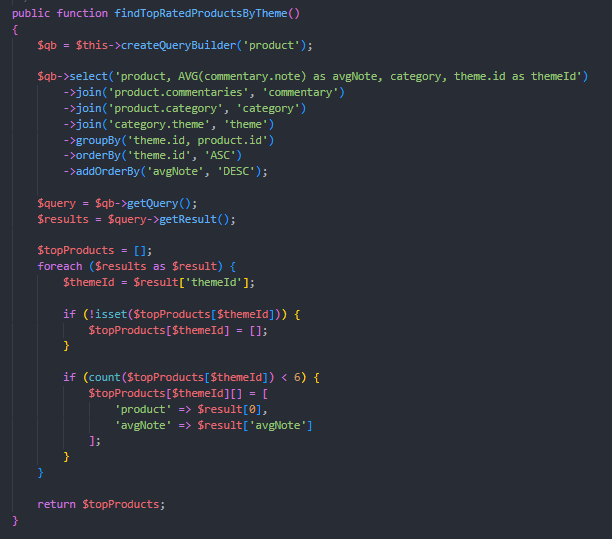 public function findTopRatedProductsByTheme()
{
    $qb = $this->createQueryBuilder('product');

    $qb->select('product, AVG(commentary.note) as avgNote, category, theme.id as themeId')
        ->join('product.commentaries', 'commentary')
        ->join('product.category', 'category')
        ->join('category.theme', 'theme')
        ->groupBy('theme.id, product.id')
        ->orderBy('theme.id', 'ASC')
        ->addOrderBy('avgNote', 'DESC');

    $query = $qb->getQuery();
    $results = $query->getResult();

    $topProducts = [];
    foreach ($results as $result) {
        $themeId = $result['themeId'];

        if (!isset($topProducts[$themeId])) {
            $topProducts[$themeId] = [];
        }

        if (count($topProducts[$themeId]) < 6) {
            $topProducts[$themeId][] = [
                'product' => $result[0],
                'avgNote' => $result['avgNote']
            ];
        }
    }

    return $topProducts;
}